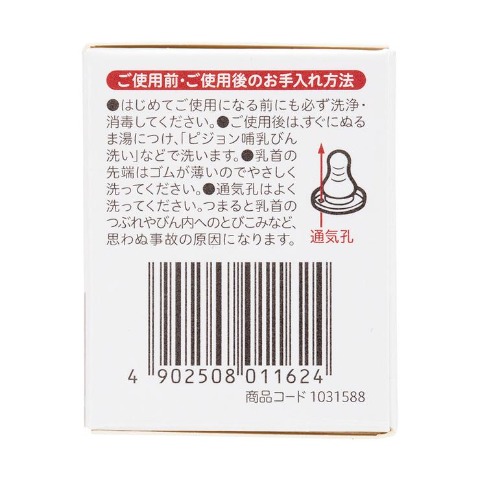 ご使用前・ご使用後のお手入れ方法
●はじめてご使用になる前にも必ず洗浄・
消毒してください。●ご使用後は、すぐにぬる
ま湯につけ、「ピジョン哺乳びん
洗い」などで洗います。●乳首の
先端はゴムが薄いのでやさしく
洗ってください。●通気孔はよく
洗ってください。つまると乳首の
つぶれやびん内へのとびこみなど、
思わぬ事故の原因になります。
通気孔
4 902508 011624
商品コード 1031588